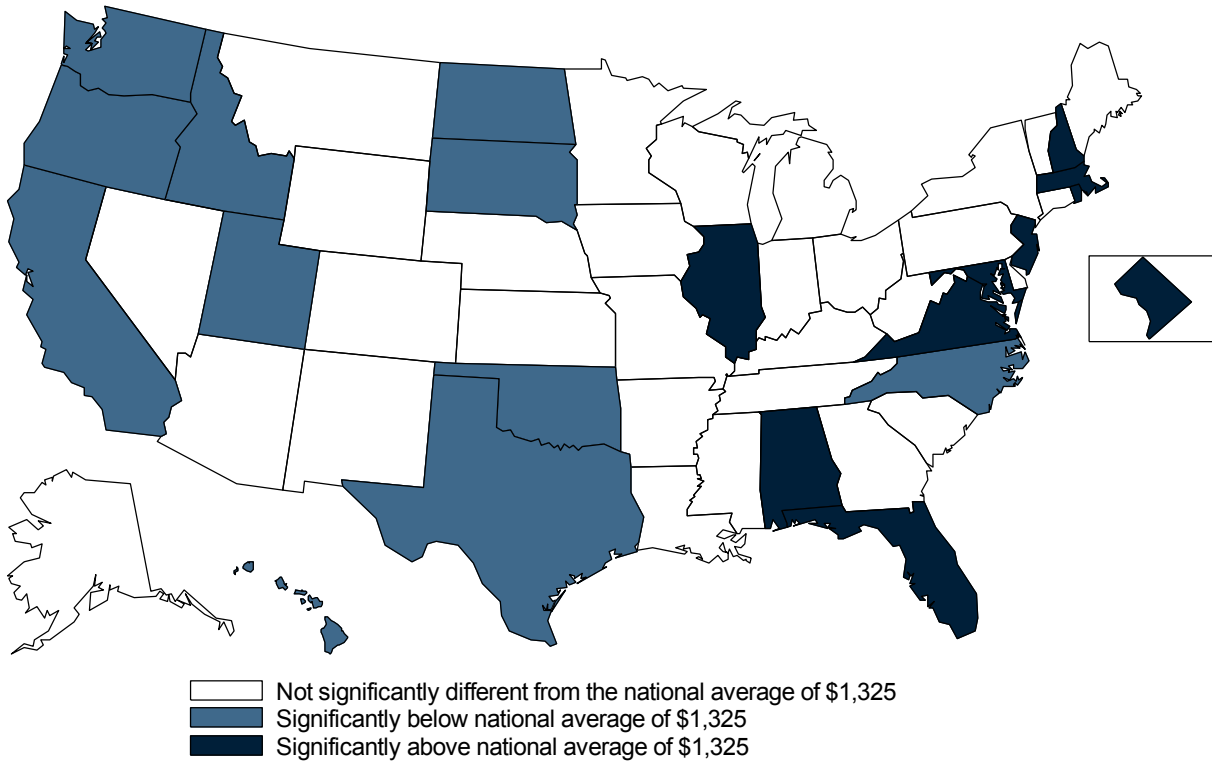 Not significantly different from the national average of $1,325
Significantly below national average of $1,325
Significantly above national average of $1,325